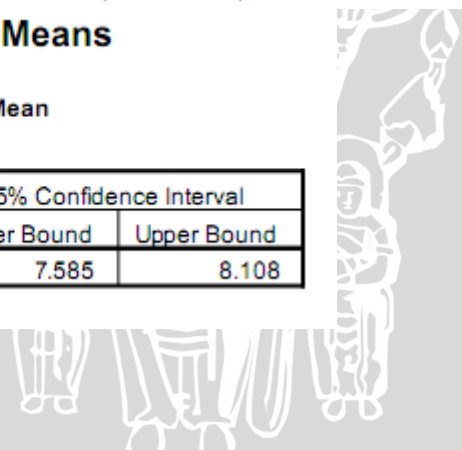 Means
Mean
5% Confidence Interval
er Bound Upper Bound
7.585 8.108